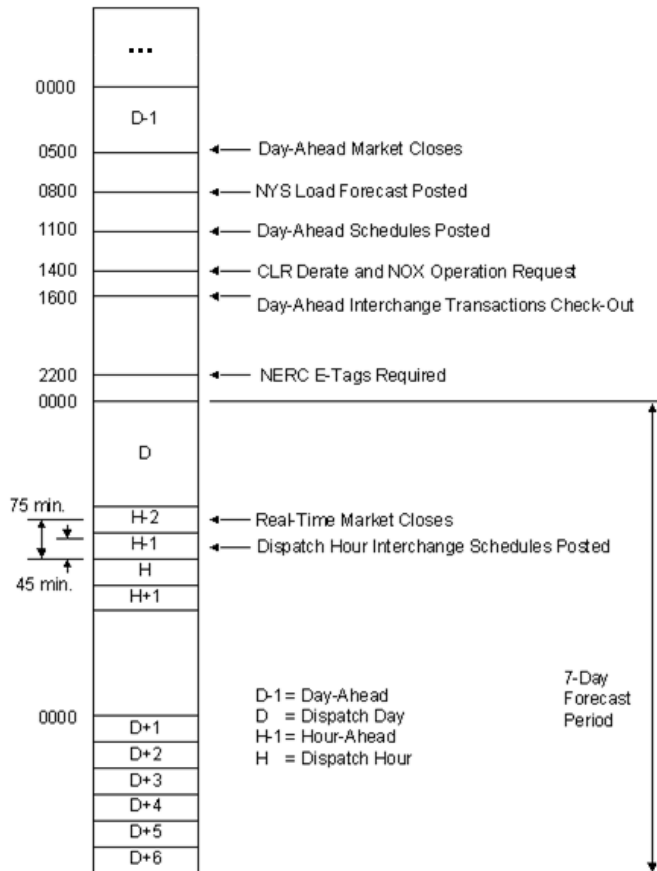 ...
0000
D-1
0500
Day-Ahead Market Closes
0800
NYS Load Forecast Posted
1100
Day-Ahead Schedules Posted
1400
CLR Derate and NOX Operation Request
1600
Day-Ahead Interchange Transactions Check-Out
2200
NERC E-Tags Required
0000
D
75 min.
H-2
Real-Time Market Closes
H-1
Dispatch Hour Interchange Schedules Posted
45 min.
H
H+1
7-Day
Forecast
Period
D-1 = Day-Ahead
D = Dispatch Day
H-1 = Hour-Ahead
H = Dispatch Hour
0000
D+1
D+2
D+3
D+4
D+5
D+6